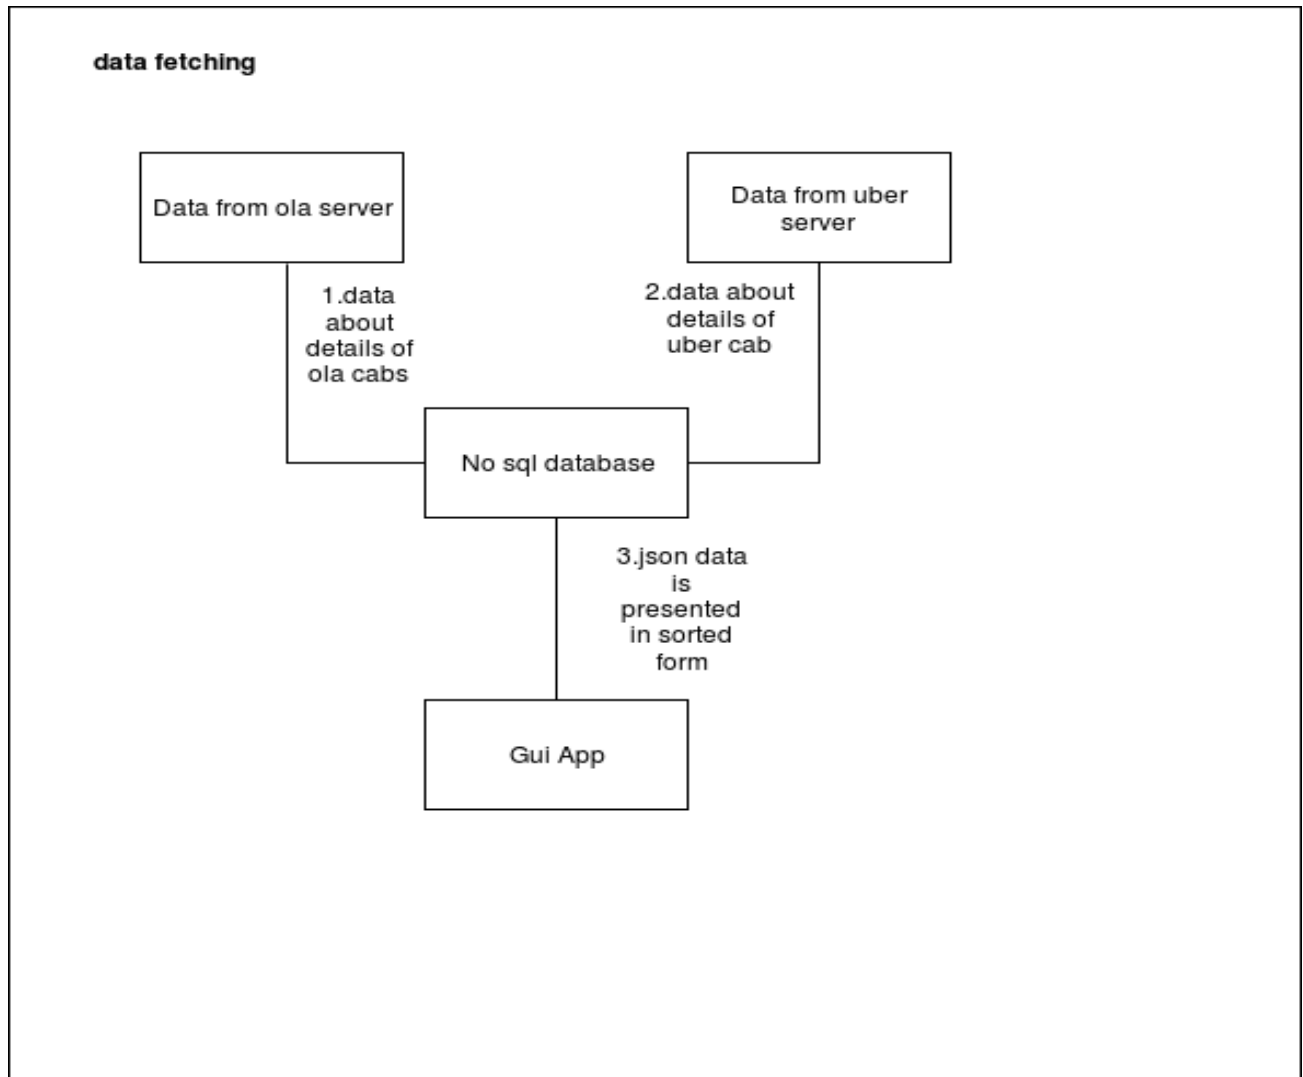 data fetching
Data from ola server
Data from uber
server
1.data
about
details of
ola cabs
2.data about
details of
uber cab
No sql database
3.json data
is
presented
in sorted
form
Gui App